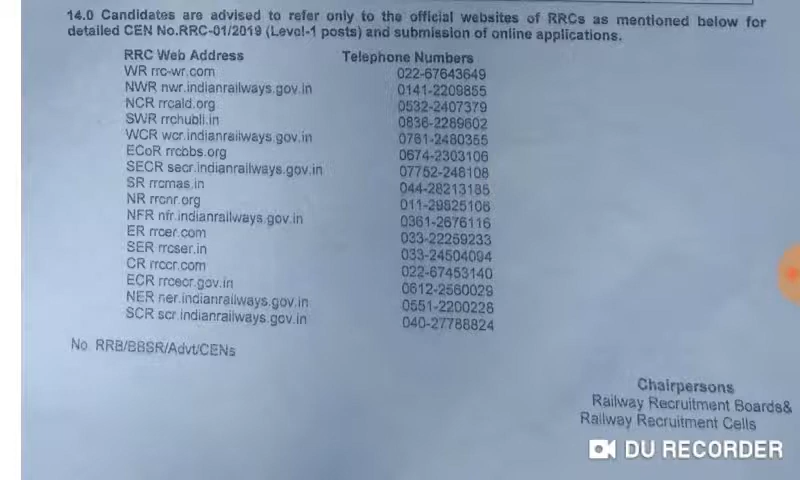 14.0 Candidates are advised to refer only to the official websites of RRCs as mentioned below for
detailed CEN No.RRC-01/2019 (Level-1 posts) and submission of online applications.
RRC Web Address Telephone Numbers
WR rrc-wr.com 022-67643649
NWR nwr.indianrailways.gov.in 0141-2209855
NCR rrcald.org 0532-2407379
SWR rrchubli.in 0836-2289602
WCR wcr.indianrailways.gov.in 0761-2480355
ECoR rrcbbs.org 0674-2303106
SECR secr.indianrailways.gov.in 07752-248108
SR rrcmas.in 044-28213185
NR rrcnr.org 011-29825106
NFR nfr.indianrailways.gov.in 0361-2676116
ER rrcer.com 033-22259233
SER rrcser.in 033-24504094
CR rrccr.com 022-67453140
ECR rrcecr.gov.in 0612-2560029
NER ner.indianrailways.gov.in 0551-2200226
SCR scr.indianrailways.gov.in 040-27788824
No. RRB/BBSR/Advt/CENs
Chairpersons
Railway Recruitment Boards&
Railway Recruitment Cells
DU RECORDER